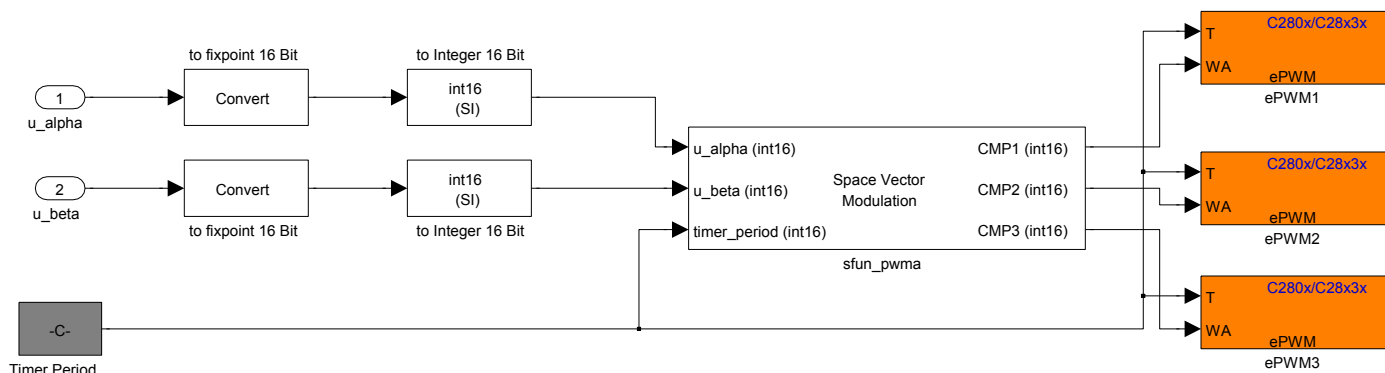 to fixpoint 16 Bit
to Integer 16 Bit
1
u_alpha
Convert
int16
(SI)
2
u_beta
Convert
to fixpoint 16 Bit
int16
(SI)
to Integer 16 Bit
u_alpha (int16)
u_beta (int16)
timer_period (int16)
Space Vector
Modulation
CMP1 (int16)
CMP2 (int16)
CMP3 (int16)
sfun_pwma
-C-
Timer Period
C280x/C28x3x
T
WA
ePWM
ePWM1
C280x/C28x3x
T
WA
ePWM
ePWM2
C280x/C28x3x
T
WA
ePWM
ePWM3